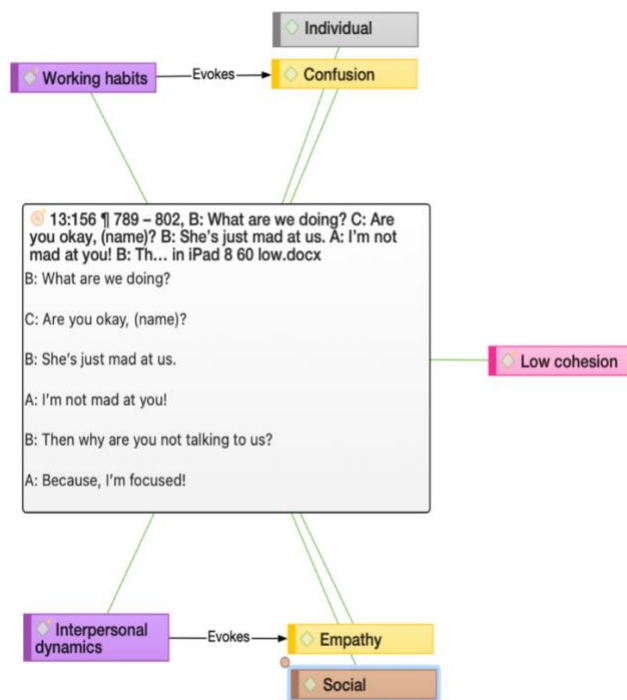 Individual
Working habits
Evokes
Confusion
13:156 ¶ 789 – 802, B: What are we doing? C: Are
you okay, (name)? B: She's just mad at us. A: I'm not
mad at you! B: Th... in iPad 8 60 low.docx
B: What are we doing?
C: Are you okay, (name)?
B: She's just mad at us.
A: I'm not mad at you!
B: Then why are you not talking to us?
A: Because, I'm focused!
Low cohesion
Interpersonal
dynamics
Evokes
Empathy
Social